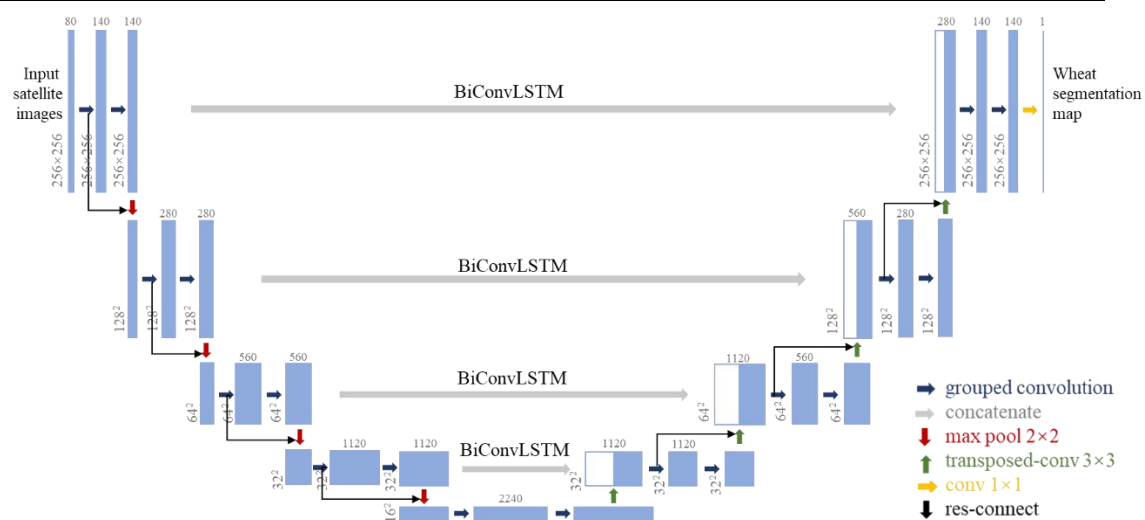 80 140 140
Input
satellite
images
256×256 256×256 256×256
BiConvLSTM
280 140 140 1
256×256 256×256 256×256
Wheat
segmentation
map
280 280
128² 128² 128²
BiConvLSTM
560 280
128² 128² 128²
560 560
64² 64² 64²
BiConvLSTM
1120 560
64² 64² 64²
1120 1120
32² 32² 32²
BiConvLSTM
1120 1120
32² 32² 32²
16²
2240
grouped convolution
concatenate
max pool 2×2
transposed-conv 3×3
conv 1×1
res-connect